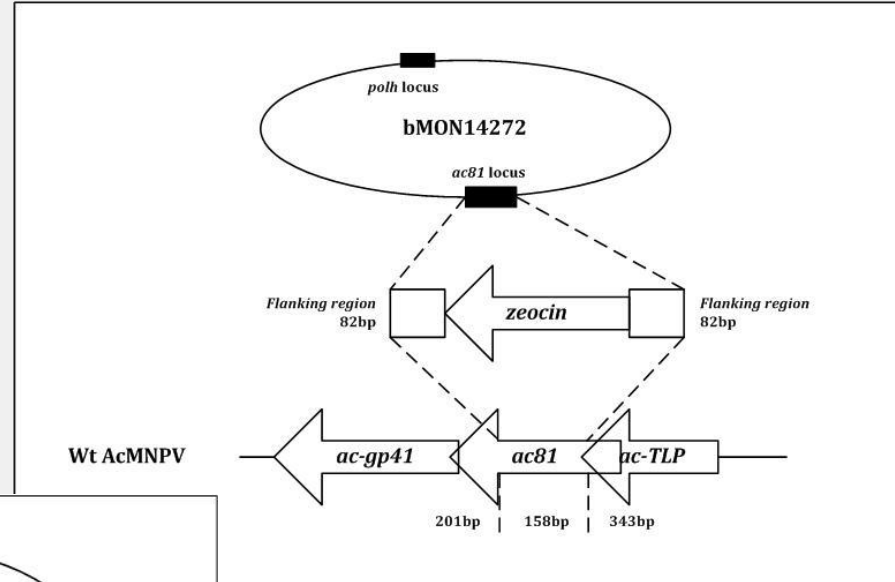 polh locus
bMON14272
ac81 locus
Flanking region
82bp
zeocin
Flanking region
82bp
Wt AcMNPV
ac-gp41
ac81
ac-TLP
201bp
158bp
343bp